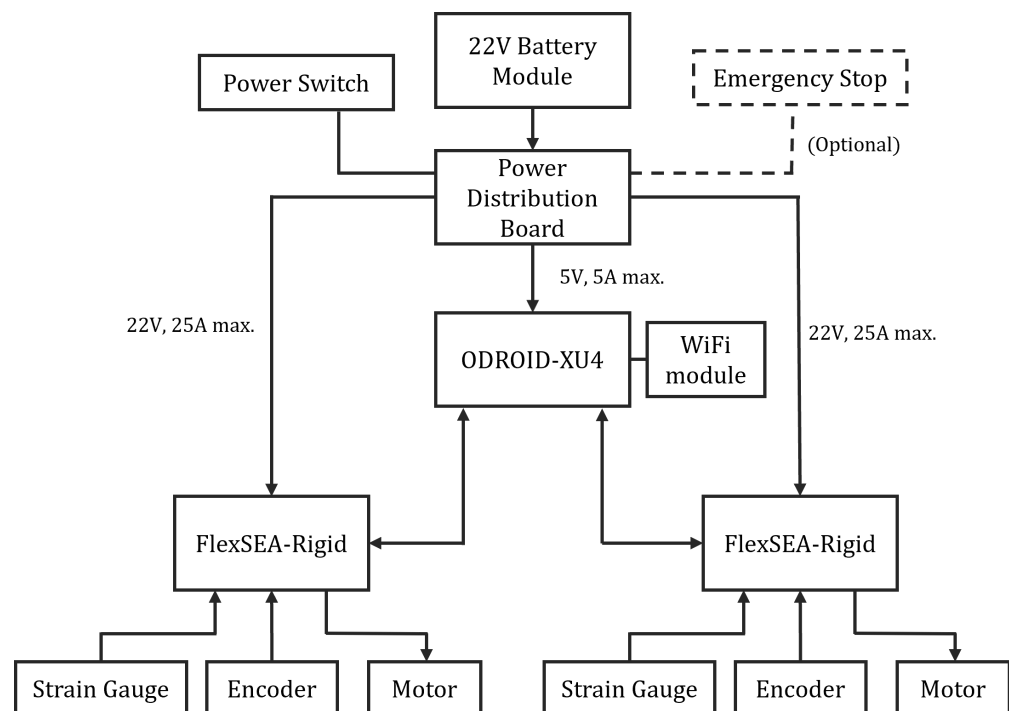 22V Battery
Module
Power Switch
Emergency Stop
(Optional)
Power
Distribution
Board
5V, 5A max.
22V, 25A max.
22V, 25A max.
ODROID-XU4
WiFi
module
FlexSEA-Rigid
FlexSEA-Rigid
Strain Gauge
Encoder
Motor
Strain Gauge
Encoder
Motor